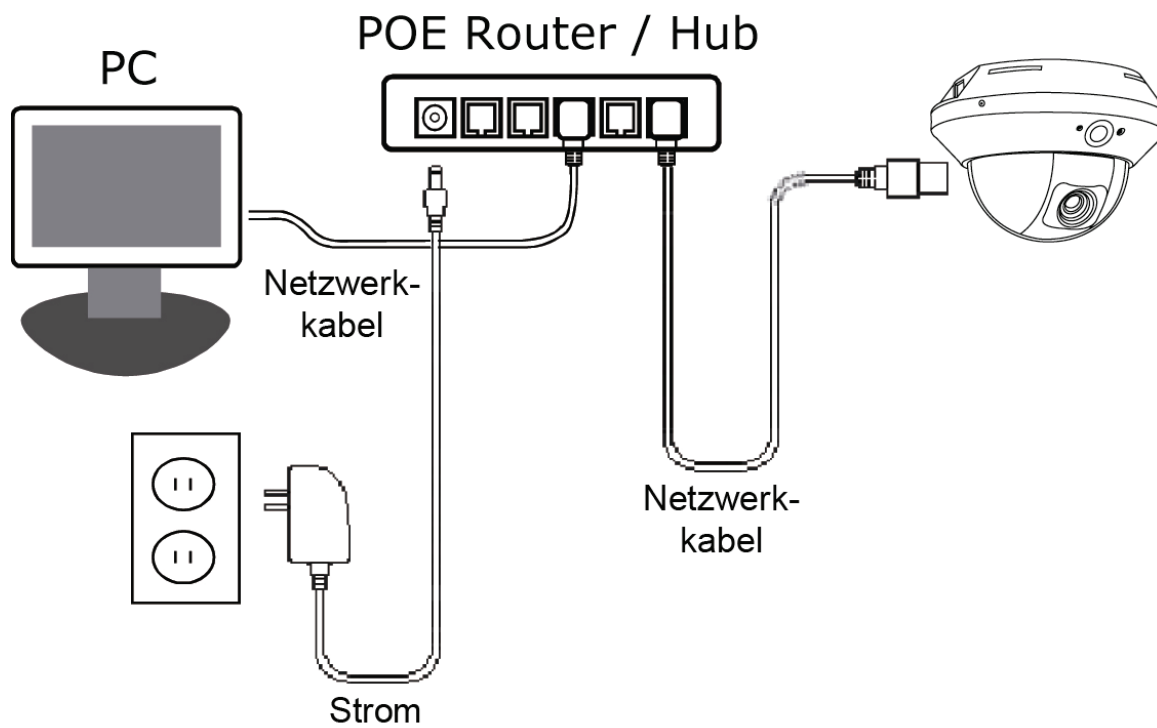 POE Router / Hub
PC
Netzwerk-
kabel
Netzwerk-
kabel
Strom